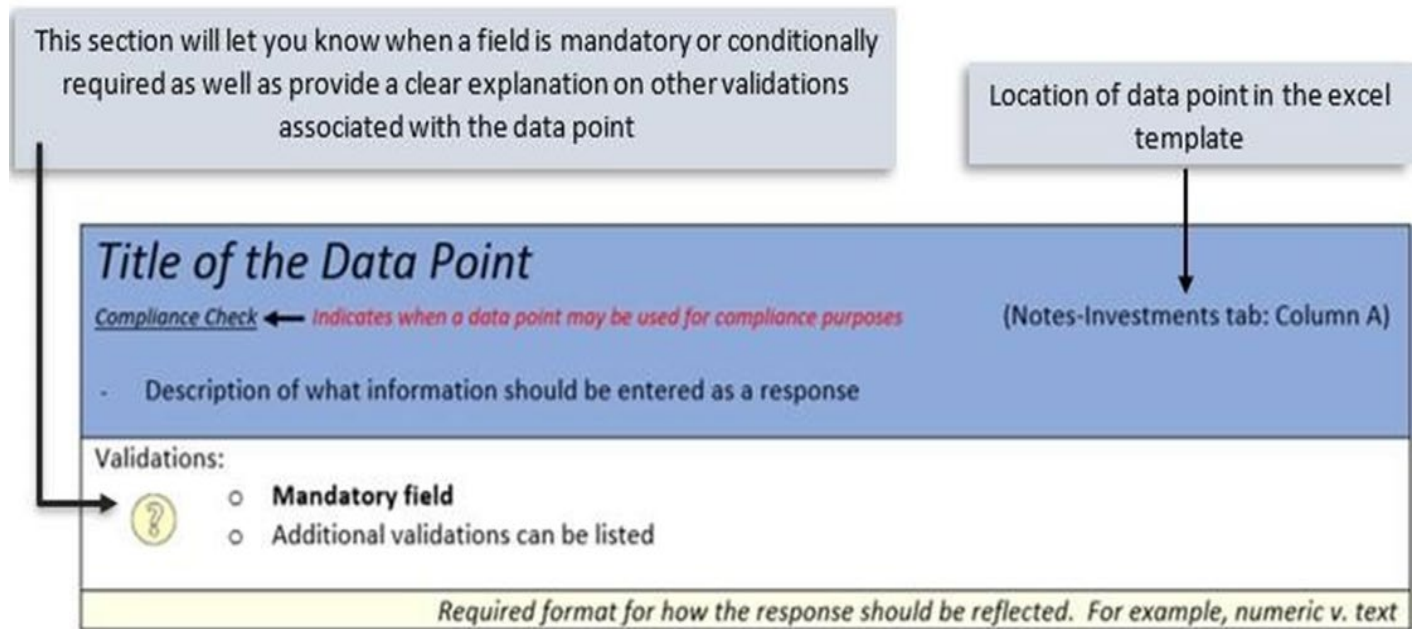 This section will let you know when a field is mandatory or conditionally
required as well as provide a clear explanation on other validations
associated with the data point
Location of data point in the excel
template
Title of the Data Point
Compliance Check Indicates when a data point may be used for compliance purposes (Notes-Investments tab: Column A)
- Description of what information should be entered as a response
Validations:
?
o Mandatory field
o Additional validations can be listed
Required format for how the response should be reflected. For example, numeric v. text